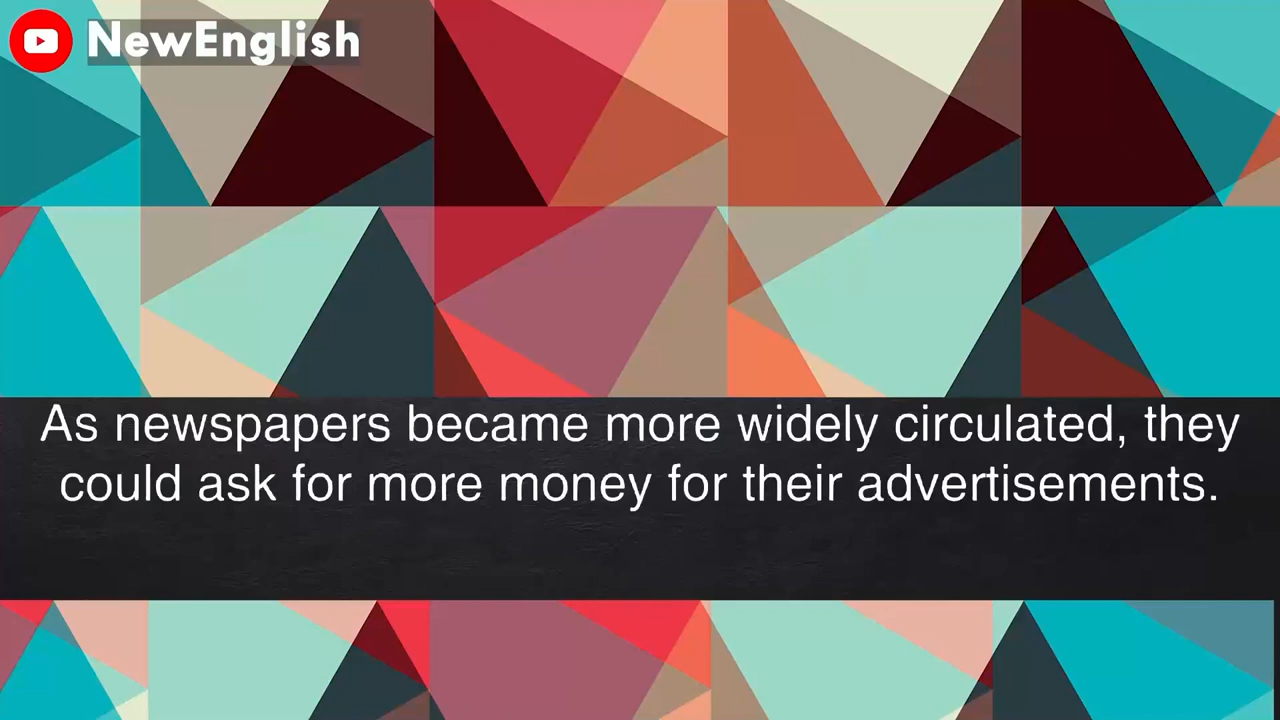 NewEnglish
As newspapers became more widely circulated, they
could ask for more money for their advertisements.